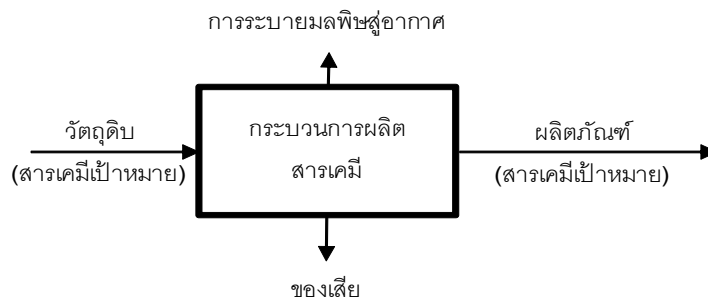 การระบายมลพิษสู่อากาศ
วัตถุดิบ
(สารเคมีเป้าหมาย)
กระบวนการผลิต
สารเคมี
ผลิตภัณฑ์
(สารเคมีเป้าหมาย)
ของเสีย